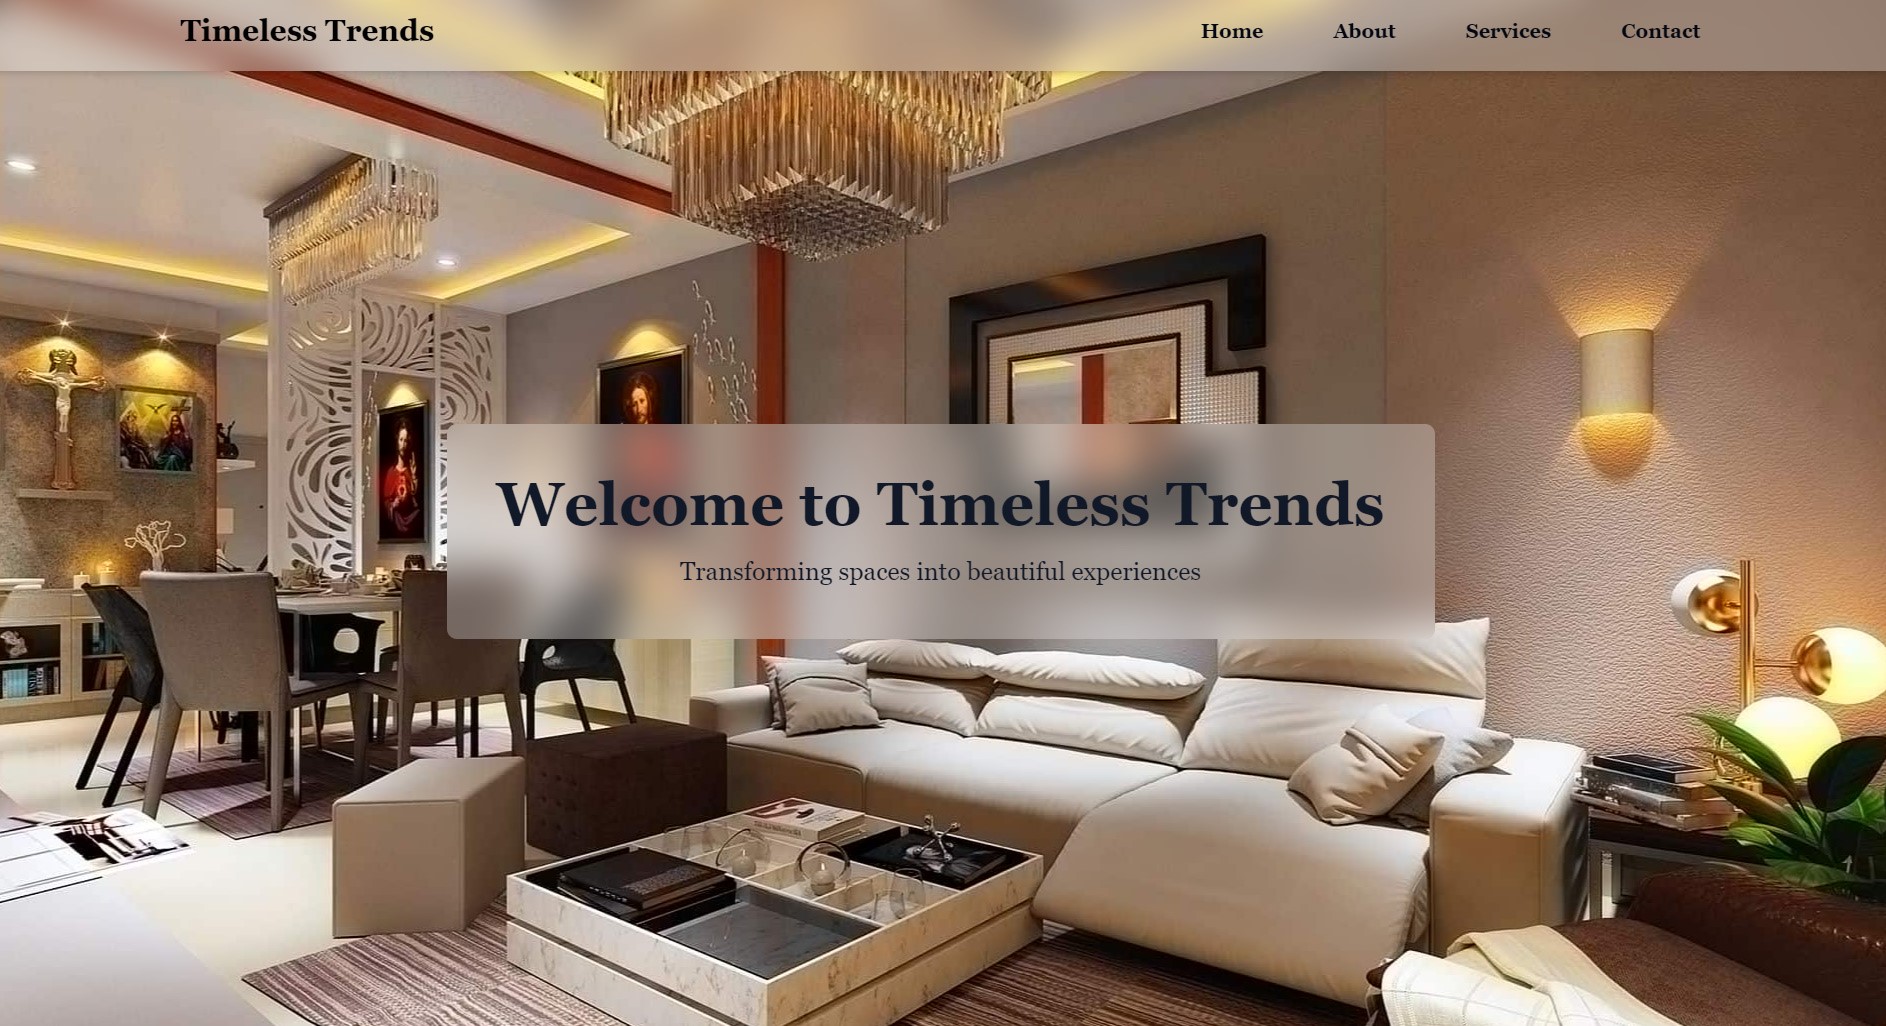 Timeless Trends
Home
About
Services
Contact
Welcome to Timeless Trends
Transforming spaces into beautiful experiences